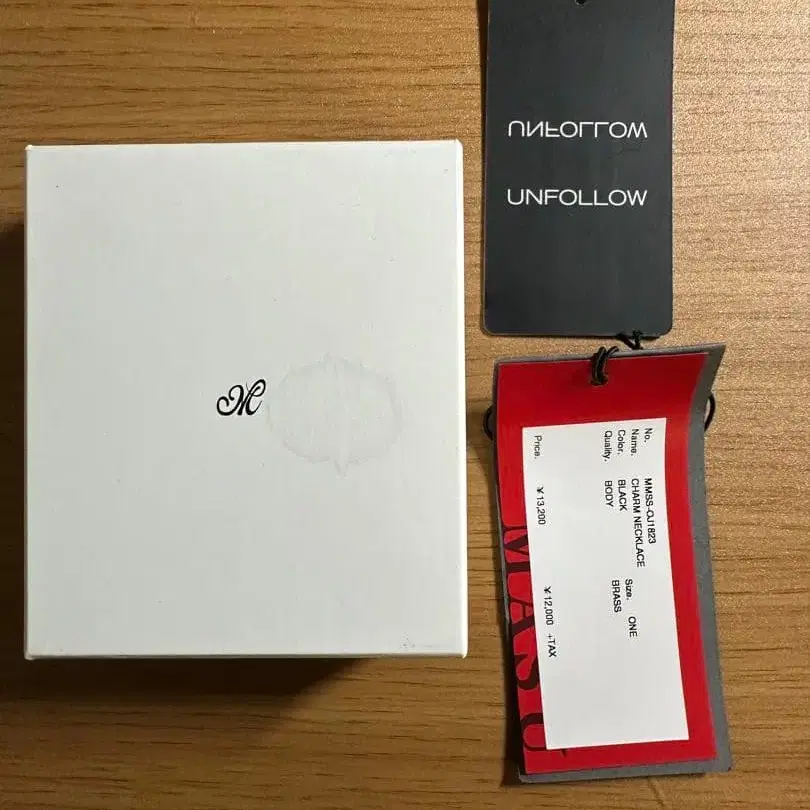 M
UNFOLLOW
UNFOLLOW
No. MMSS-OJ1823
Name. CHARM NECKLACE
Color. BLACK Size. ONE
Quality. BODY BRASS
Price. ¥13,200 ¥12,000 +TAX
MASU